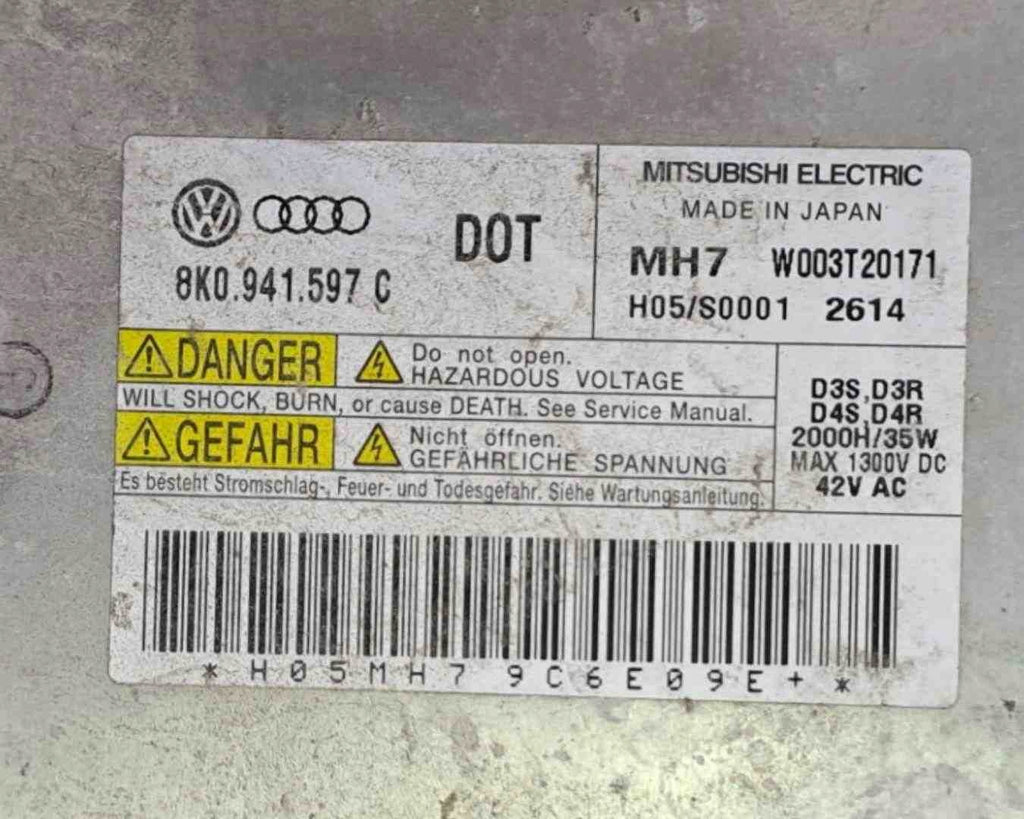 8K0.941.597 C
DOT
MITSUBISHI ELECTRIC
MADE IN JAPAN
MH7 W003T20171
H05/S0001 2614
DANGER
Do not open.
HAZARDOUS VOLTAGE
WILL SHOCK, BURN, or cause DEATH. See Service Manual.
GEFAHR
Nicht öffnen.
GEFÄHRLICHE SPANNUNG
Es besteht Stromschlag-, Feuer- und Todesgefahr. Siehe Wartungsanleitung.
D3S,D3R
D4S,D4R
2000H/35W
MAX 1300V DC
42V AC
*H05MH79C6E09E+*